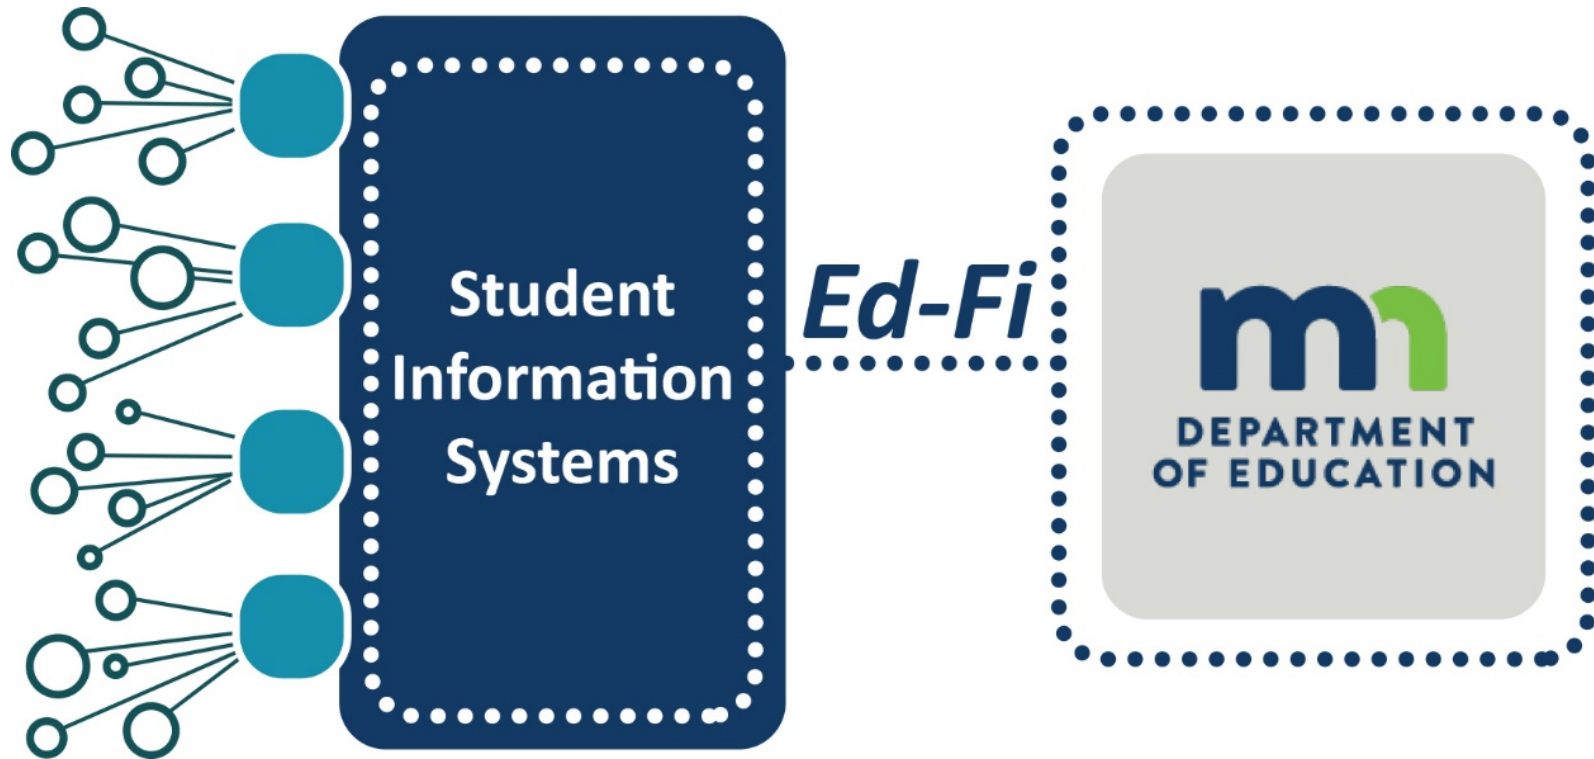 Student
Information
Systems
Ed-Fi
mn
DEPARTMENT
OF EDUCATION